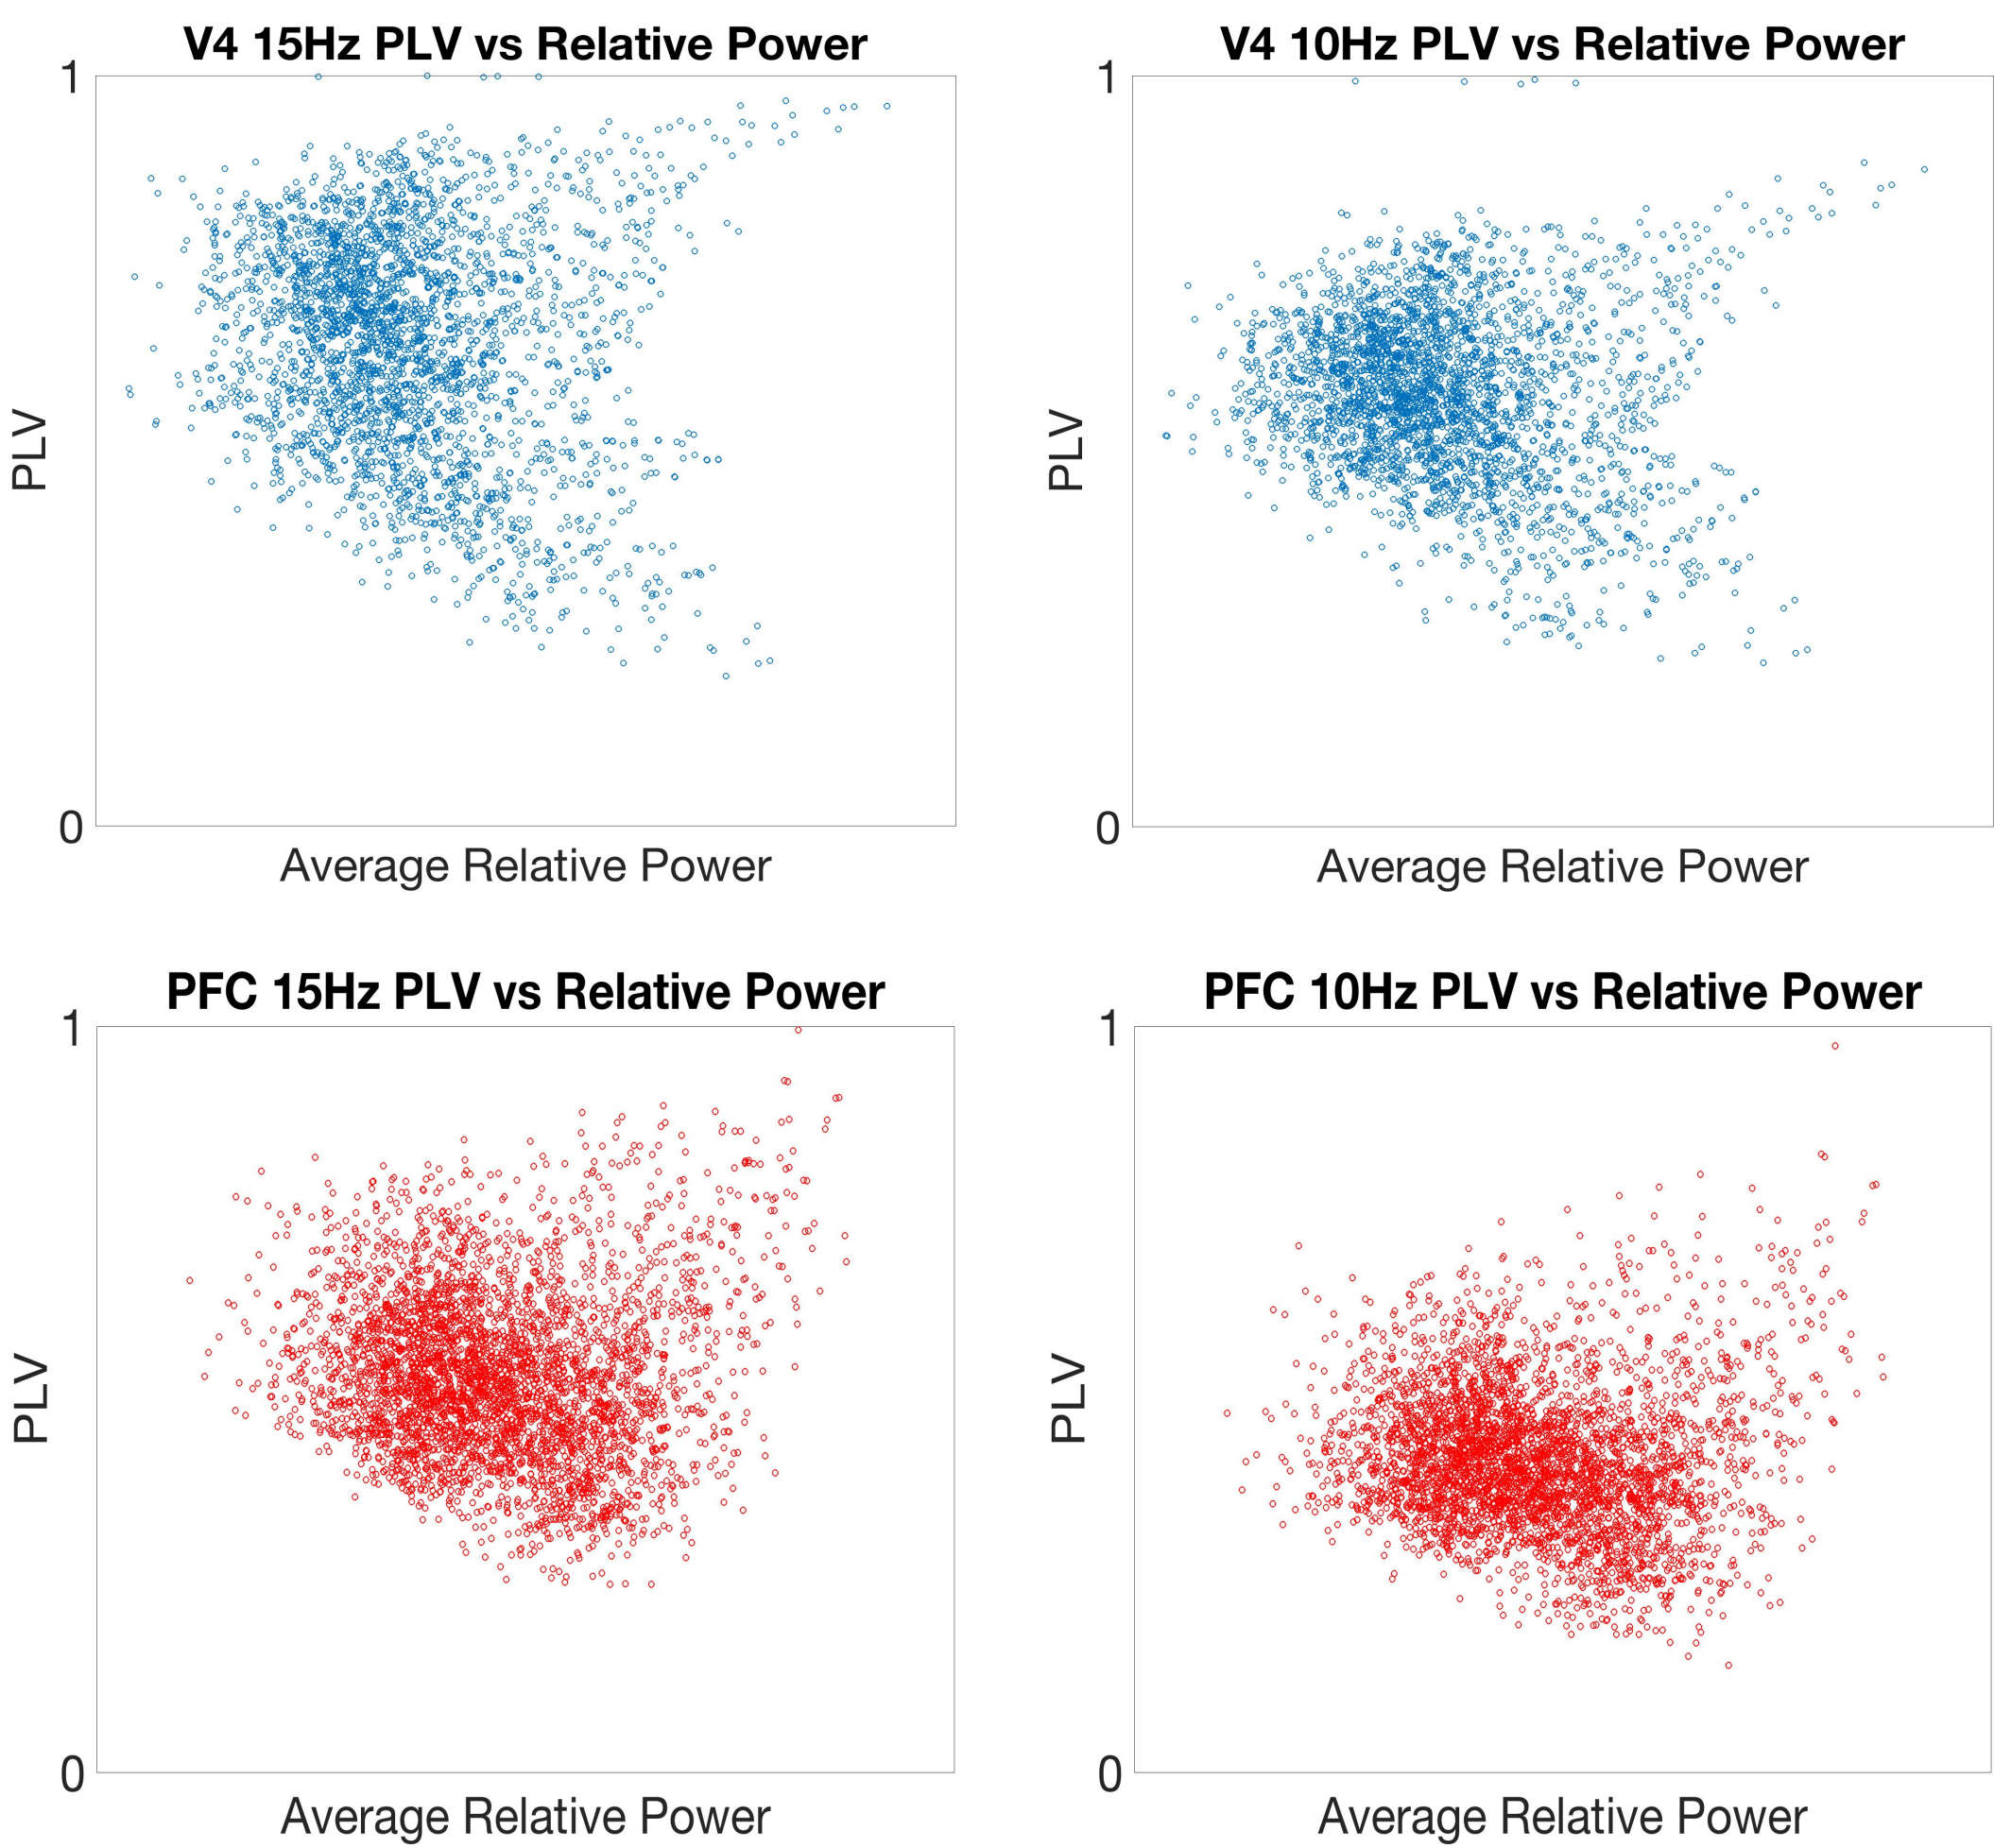 V4 15Hz PLV vs Relative Power
1
PLV
0
Average Relative Power
V4 10Hz PLV vs Relative Power
1
PLV
0
Average Relative Power
PFC 15Hz PLV vs Relative Power
1
PLV
0
Average Relative Power
PFC 10Hz PLV vs Relative Power
1
PLV
0
Average Relative Power